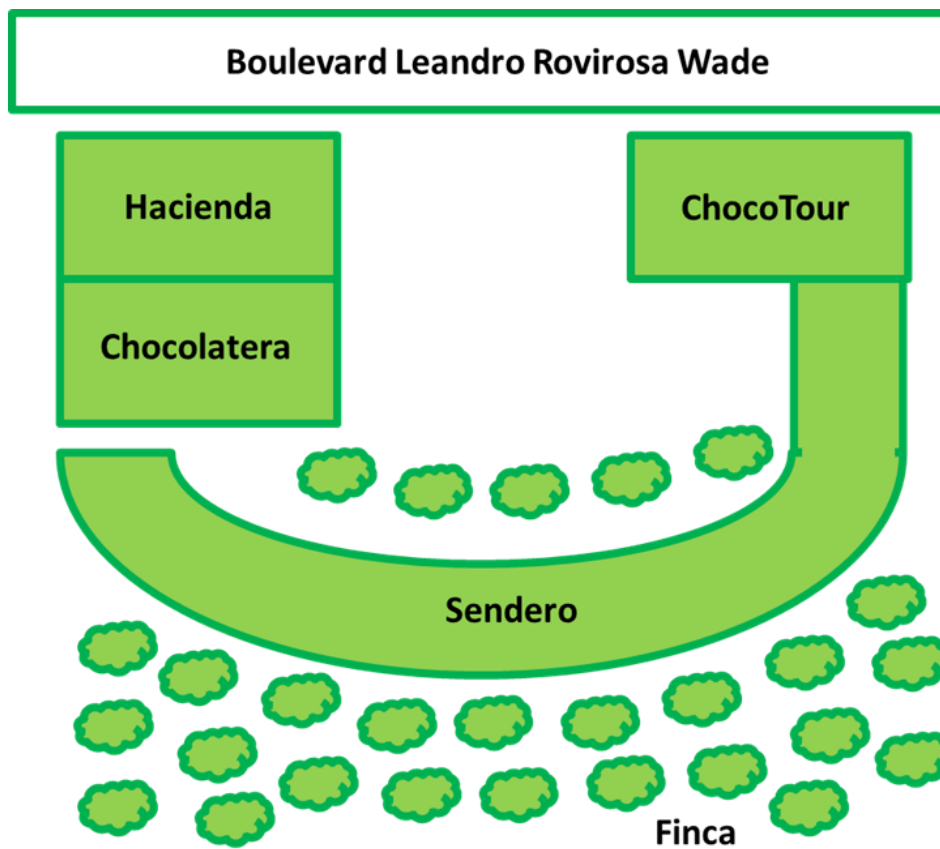 Boulevard Leandro Rovirosa Wade
Hacienda
ChocoTour
Chocolatera
Sendero
Finca